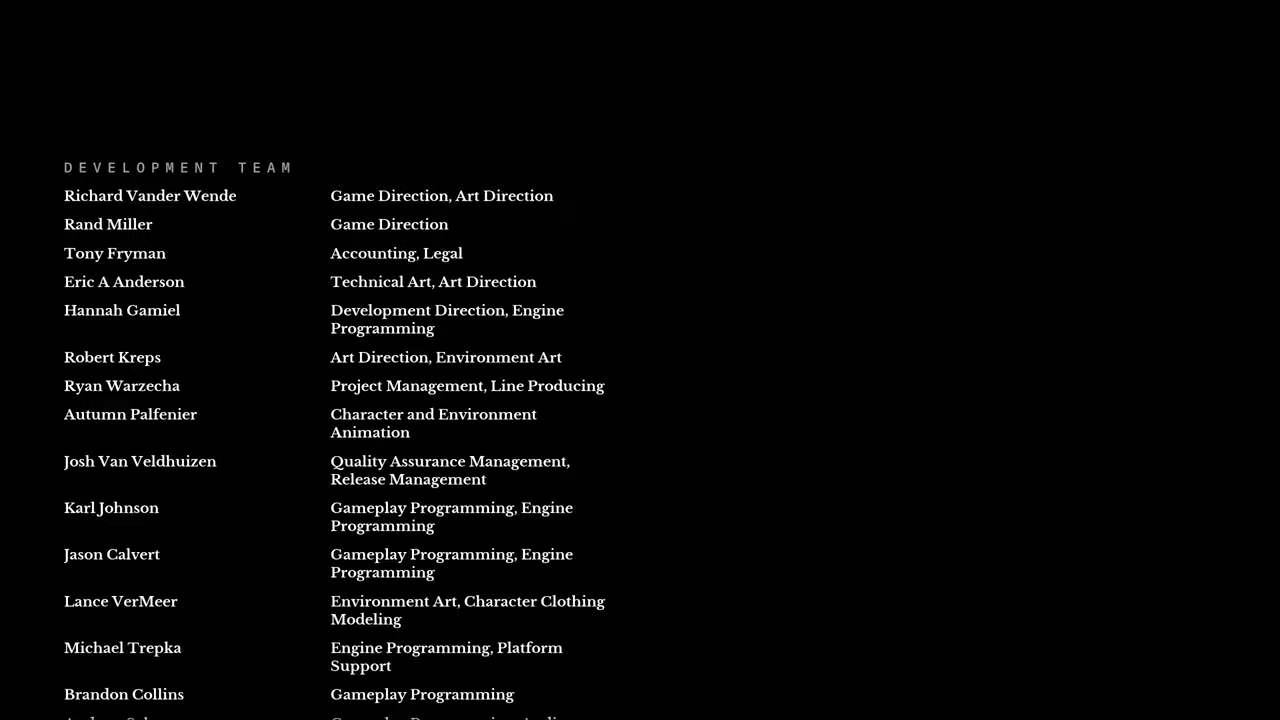 DEVELOPMENT TEAM
Richard Vander Wende Game Direction, Art Direction
Rand Miller Game Direction
Tony Fryman Accounting, Legal
Eric A Anderson Technical Art, Art Direction
Hannah Gamiel Development Direction, Engine
Programming
Robert Kreps Art Direction, Environment Art
Ryan Warzecha Project Management, Line Producing
Autumn Palfenier Character and Environment
Animation
Josh Van Veldhuizen Quality Assurance Management,
Release Management
Karl Johnson Gameplay Programming, Engine
Programming
Jason Calvert Gameplay Programming, Engine
Programming
Lance VerMeer Environment Art, Character Clothing
Modeling
Michael Trepka Engine Programming, Platform
Support
Brandon Collins Gameplay Programming